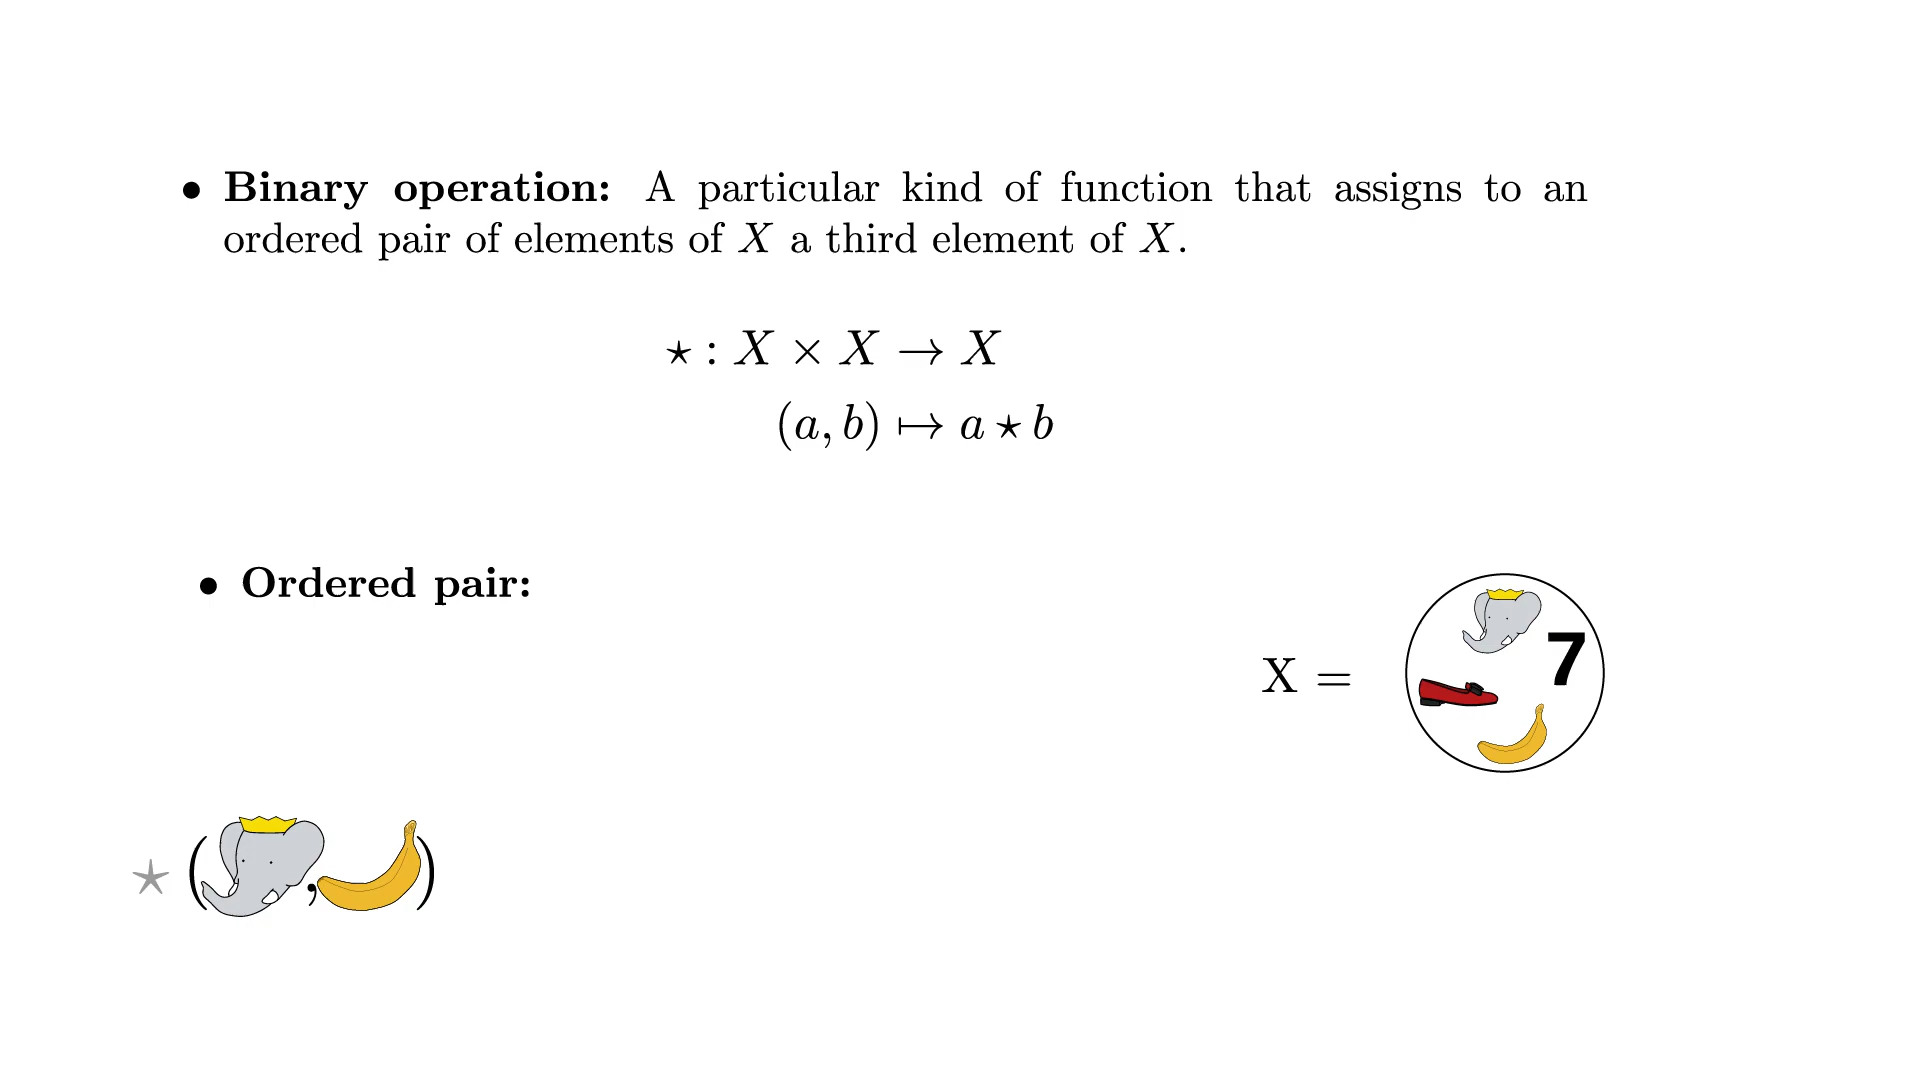 • Binary operation: A particular kind of function that assigns to an
ordered pair of elements of X a third element of X.
⋆ : X × X → X
(a, b) ↦ a ⋆ b
• Ordered pair:
7
X =
⋆ ( , )